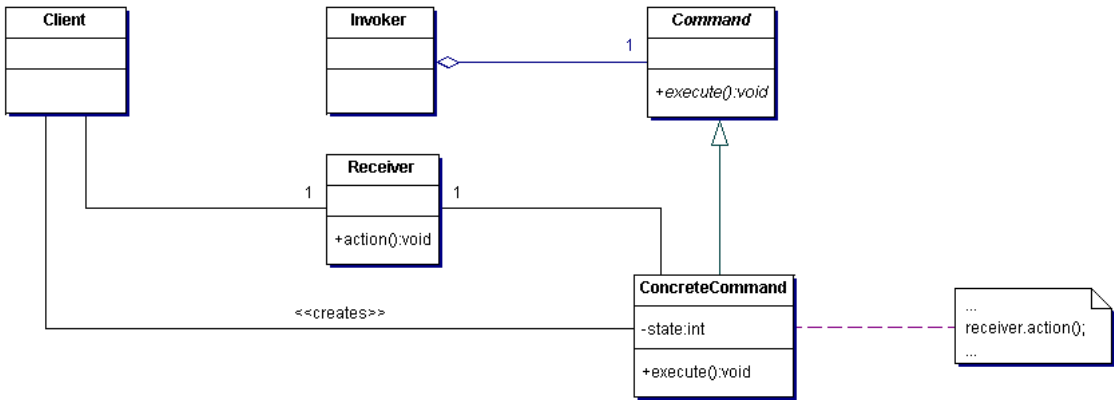 Client
Invoker
Command
1
+execute():void
Receiver
1
1
+action():void
<<creates>>
ConcreteCommand
-state:int
+execute():void
...
receiver.action();
...